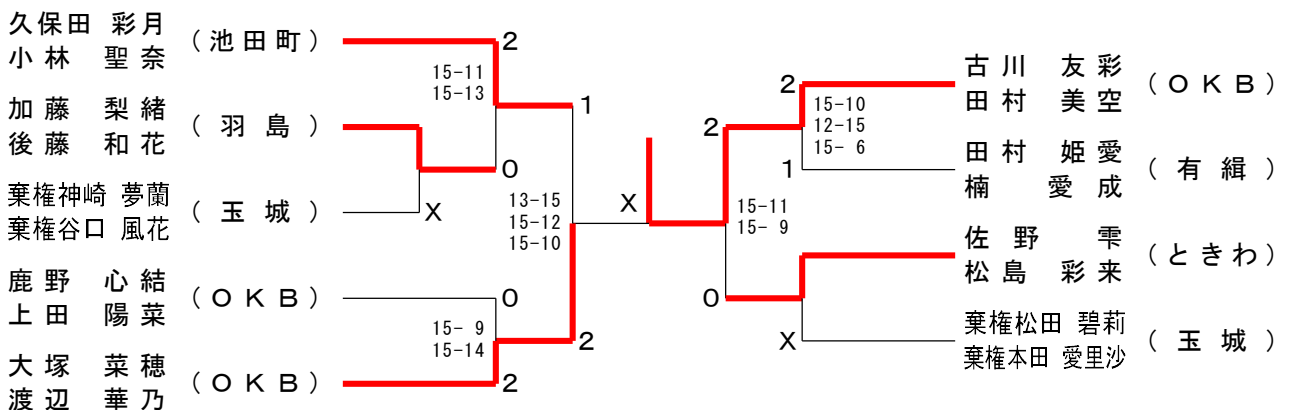 久保田 彩月
小林 聖奈
(池田町)
2
15-11
15-13
加藤 梨緒
後藤 和花
(羽島)
0
棄権神崎 夢蘭
棄権谷口 風花
(玉城)
X
1
13-15
15-12
15-10
鹿野 心結
上田 陽菜
(OKB)
0
15- 9
15-14
大塚 菜穂
渡辺 華乃
(OKB)
2
2
X
古川 友彩
田村 美空
(OKB)
2
15-10
12-15
15- 6
田村 姫愛
楠 愛成
(有緝)
1
2
15-11
15- 9
佐野 雫
松島 彩来
(ときわ)
0
棄権松田 碧莉
棄権本田 愛里沙
(玉城)
X